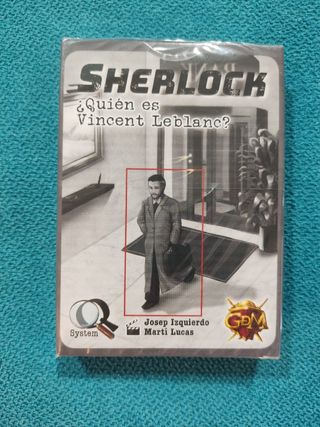 SHERLOCK
¿Quién es
Vincent Leblanc?
System
Josep Izquierdo
Martí Lucas
GDM